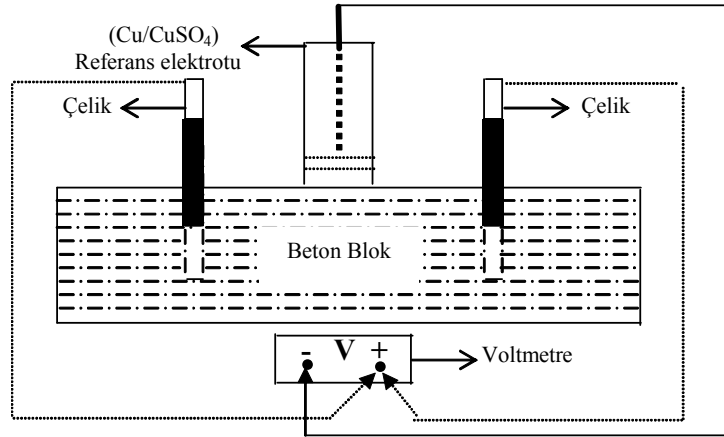 (Cu/CuSO₄)
Referans elektrotu
Çelik
Çelik
Beton Blok
- V +
Voltmetre